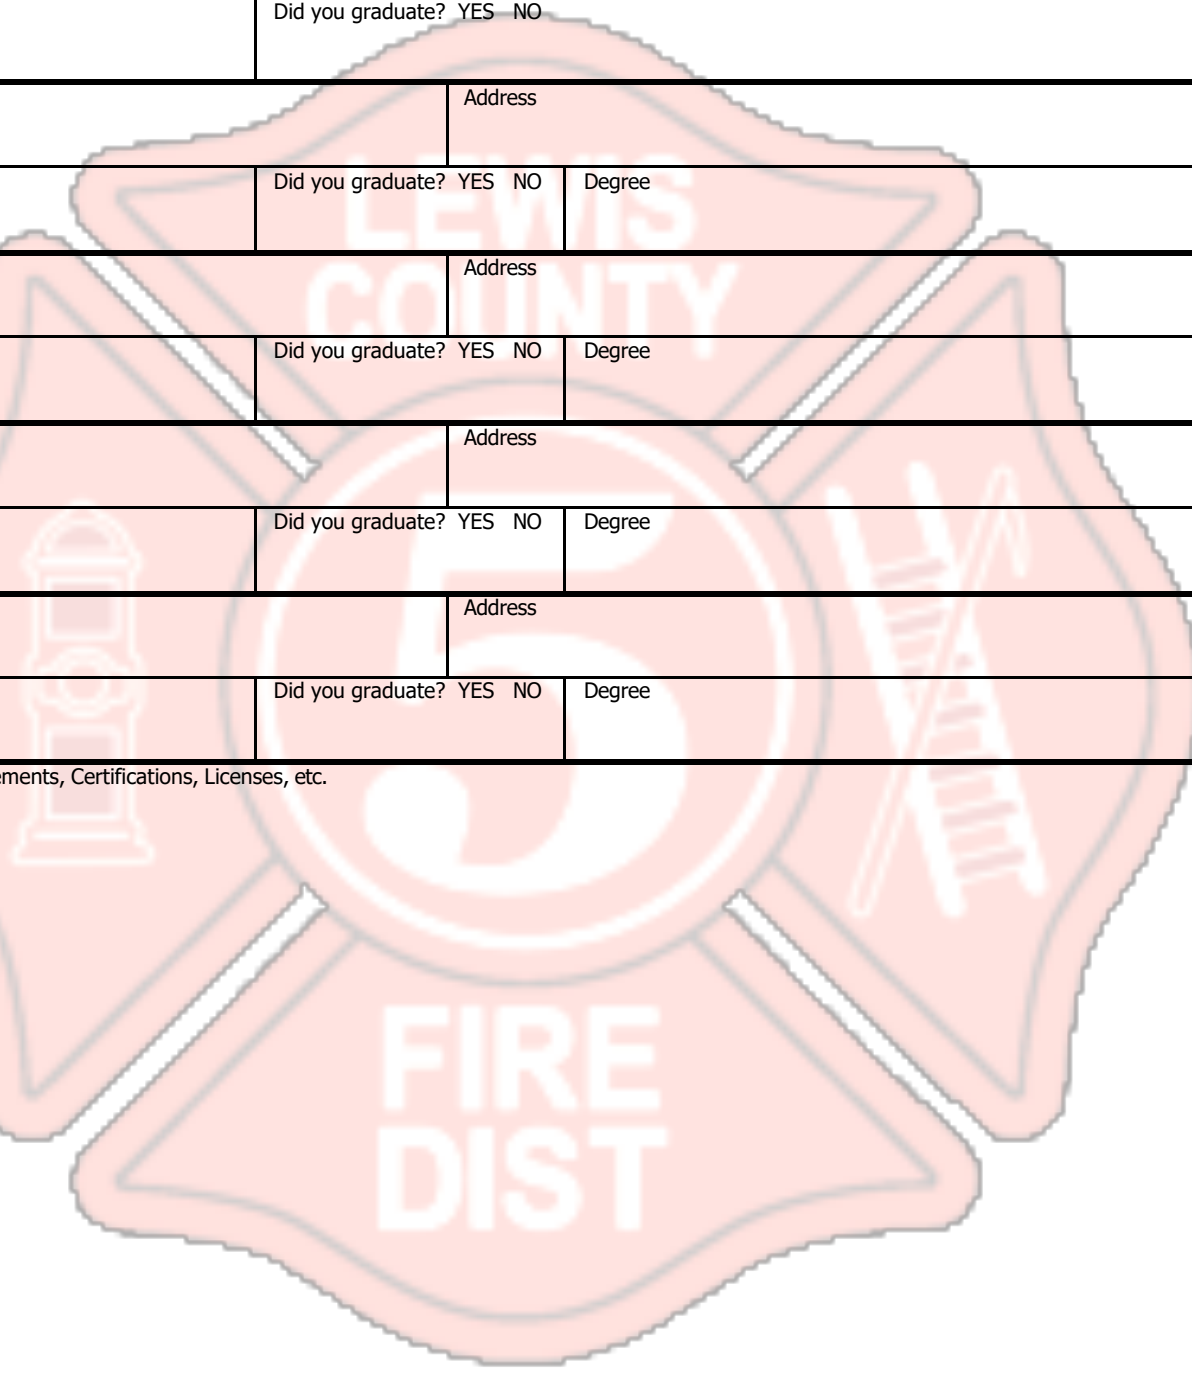 Did you graduate? YES NO
Address
Did you graduate? YES NO Degree
LEWIS
Address
COUNTY
Did you graduate? YES NO Degree
Address
Did you graduate? YES NO Degree
5
Address
Did you graduate? YES NO Degree
Certifications, Licenses, etc.
FIRE
DIST